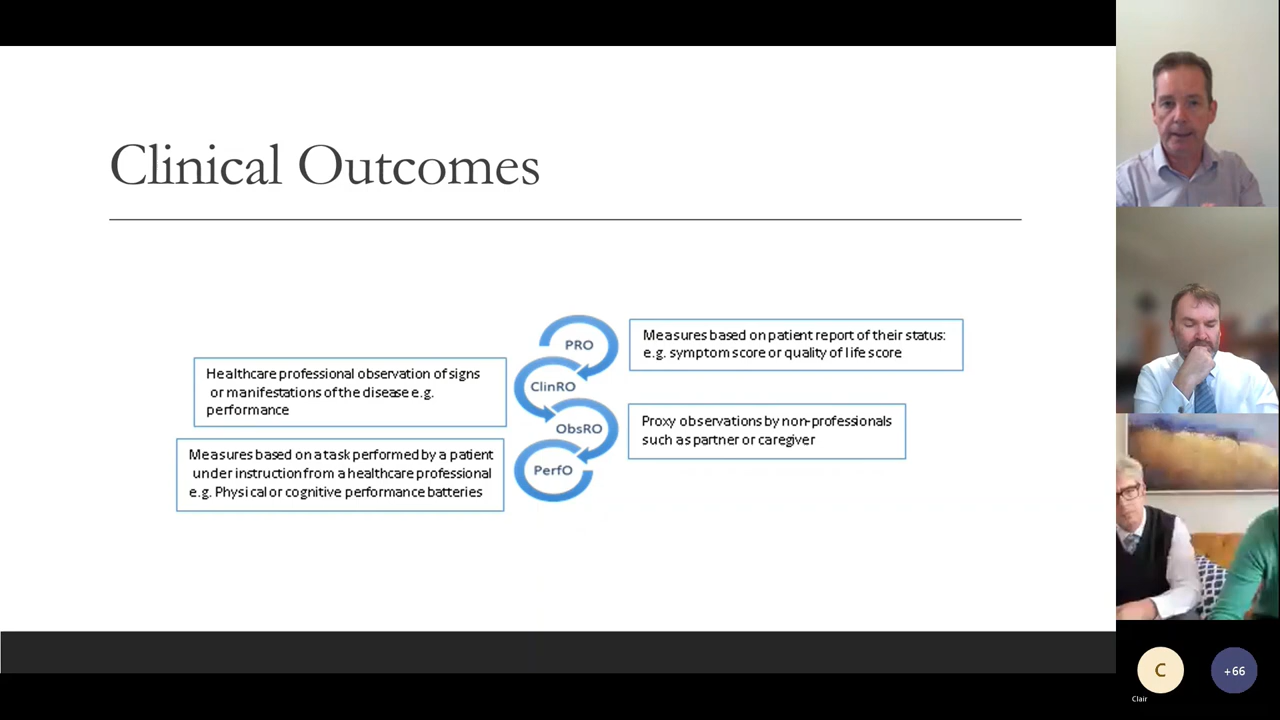 Clinical Outcomes
PRO
Measures based on patient report of their status:
e.g. symptom score or quality of life score
Healthcare professional observation of signs
or manifestations of the disease e.g.
performance
ClinRO
ObsRO
Proxy observations by non-professionals
such as partner or caregiver
Measures based on a task performed by a patient
under instruction from a healthcare professional
e.g. Physical or cognitive performance batteries
PerfO
C
+66
Clair